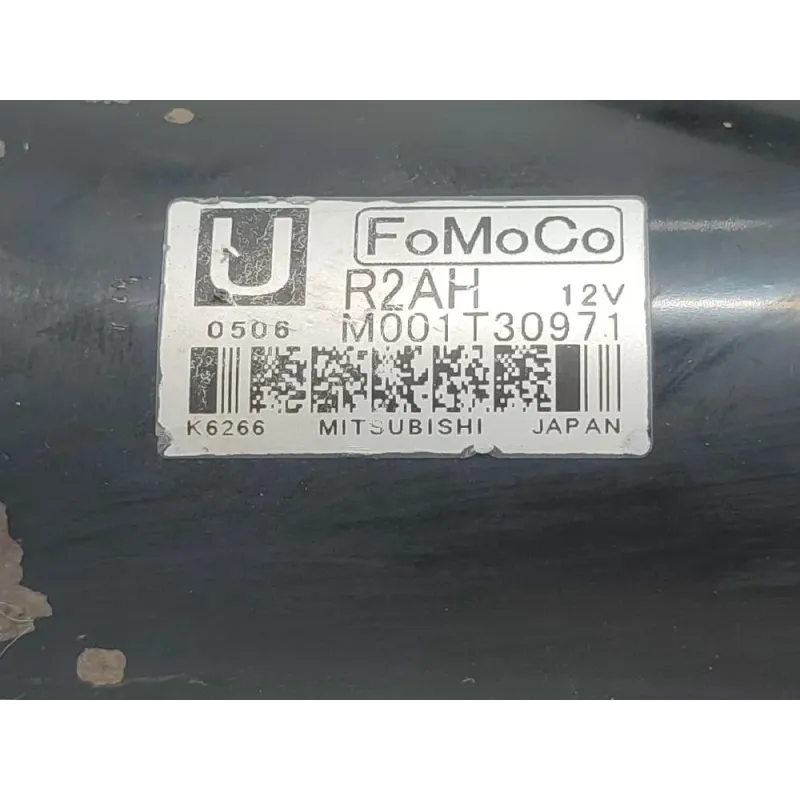 U FoMoCo
R2AH 12V
0506 M001T30971
K6266 MITSUBISHI JAPAN